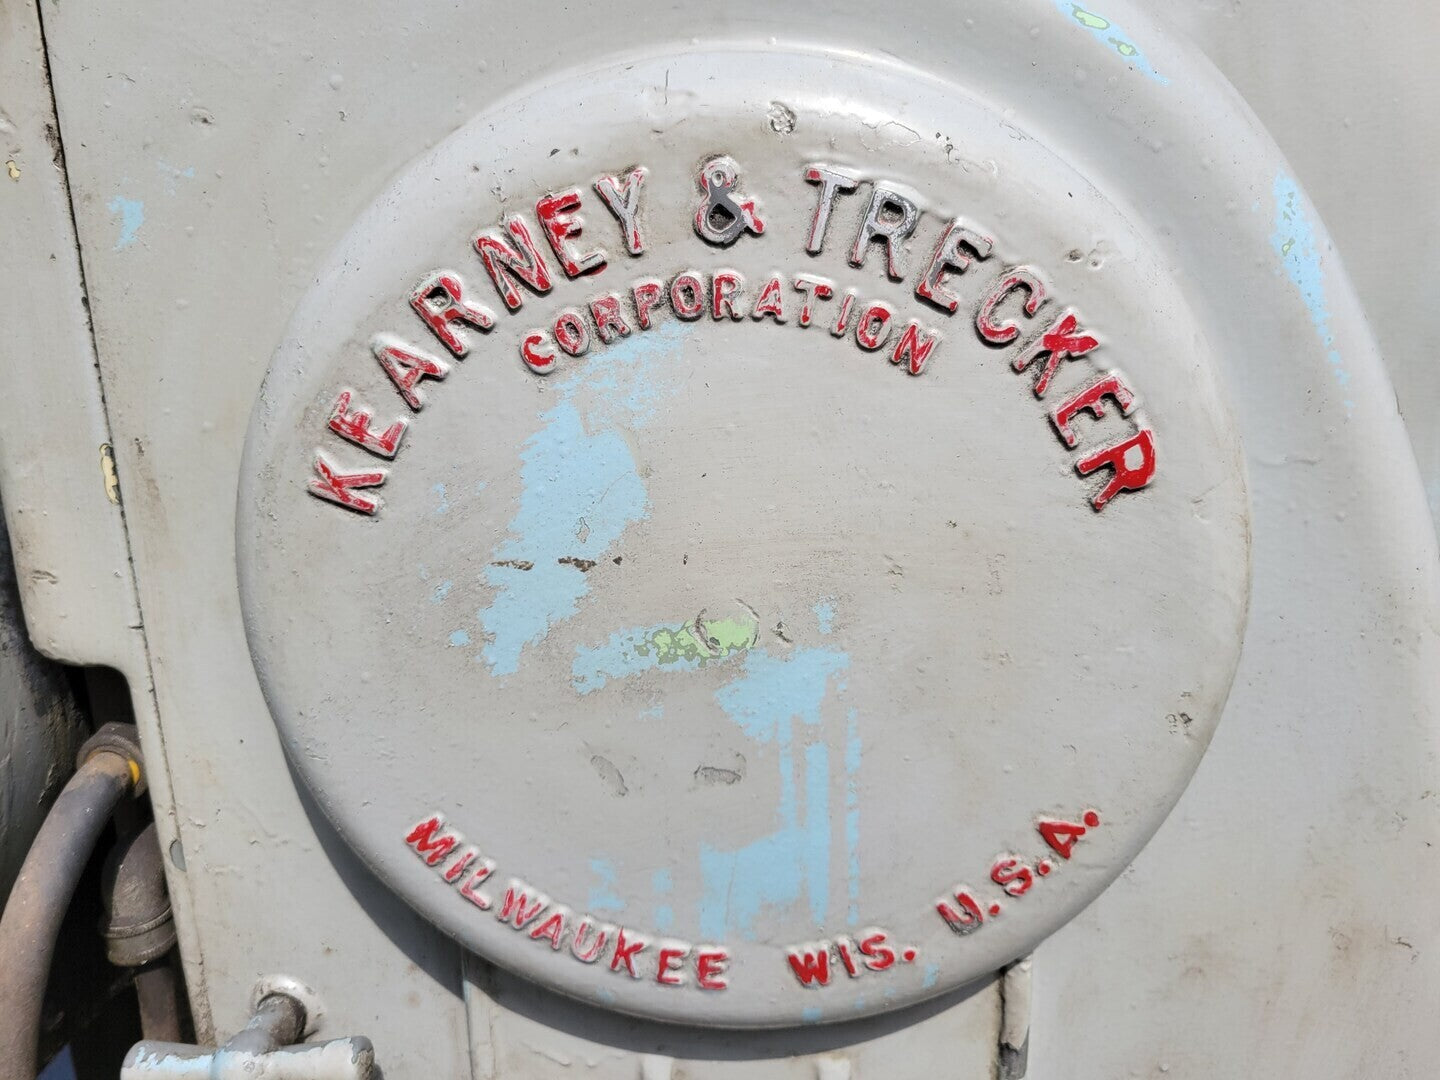 KEARNEY & TRECKER
CORPORATION
MILWAUKEE WIS. U.S.A.